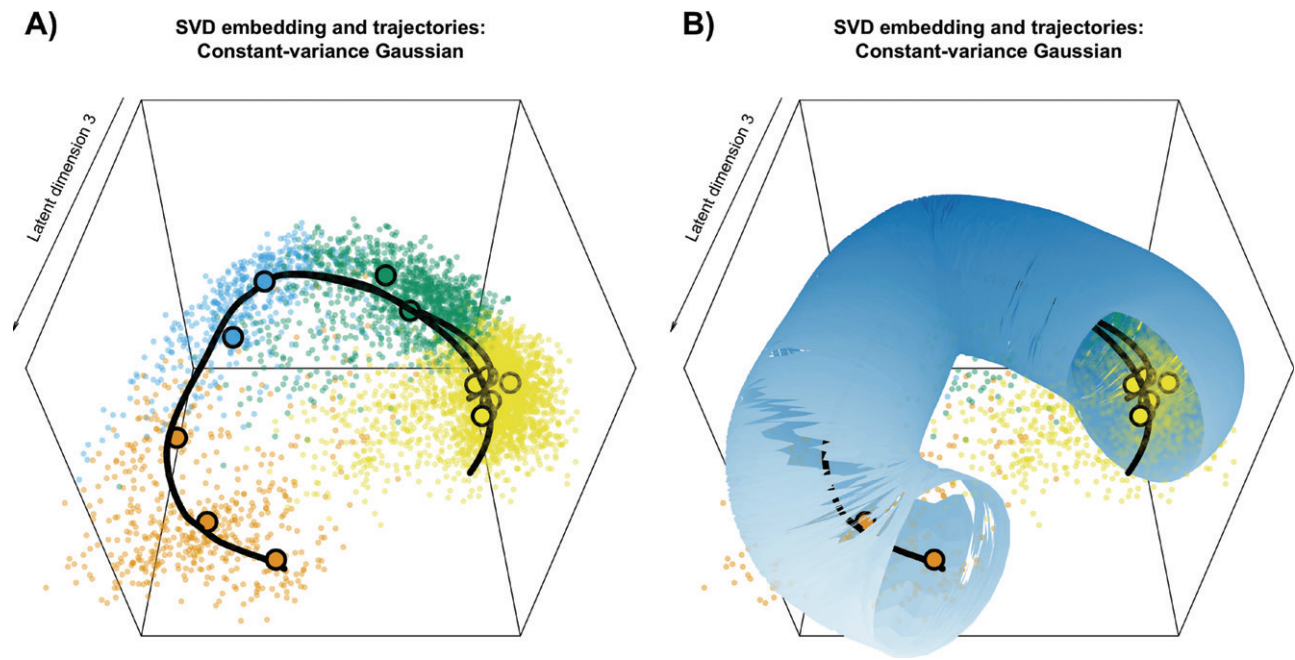 A)
SVD embedding and trajectories:
Constant-variance Gaussian
Latent dimension 3
B)
SVD embedding and trajectories:
Constant-variance Gaussian
Latent dimension 3